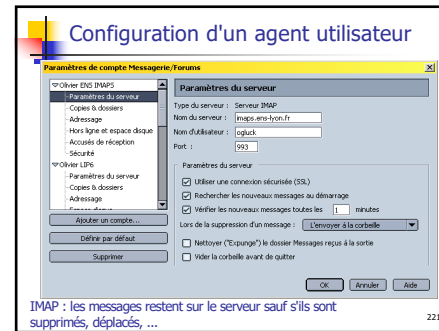 Configuration d'un agent utilisateur
Paramètres de compte Messagerie/Forums
Olivier ENS IMAPS
Paramètres du serveur
Copies & dossiers
Adressage
Hors ligne et espace disque
Accusés de réception
Sécurité
Olivier LIP6
Paramètres du serveur
Copies & dossiers
Adressage
Ajouter un compte...
Définir par défaut
Supprimer
Paramètres du serveur
Type du serveur : Serveur IMAP
Nom du serveur : imaps.ens-lyon.fr
Nom d'utilisateur : ogluck
Port : 993
Paramètres du serveur
Utiliser une connexion sécurisée (SSL)
Rechercher les nouveaux messages au démarrage
Vérifier les nouveaux messages toutes les 1 minutes
Lors de la suppression d'un message : L'envoyer à la corbeille
Nettoyer ("Expunge") le dossier Messages reçus à la sortie
Vider la corbeille avant de quitter
OK Annuler Aide
IMAP : les messages restent sur le serveur sauf s'ils sont
supprimés, déplacés, ...
221